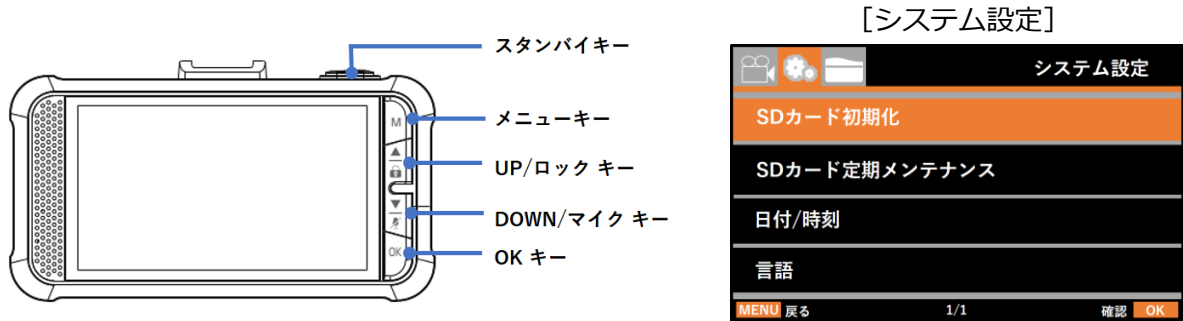 スタンバイキー
メニューキー
UP/ロック キー
DOWN/マイク キー
OK キー
M
OK
[システム設定]
システム設定
SDカード初期化
SDカード定期メンテナンス
日付/時刻
言語
MENU 戻る 1/1 確認 OK